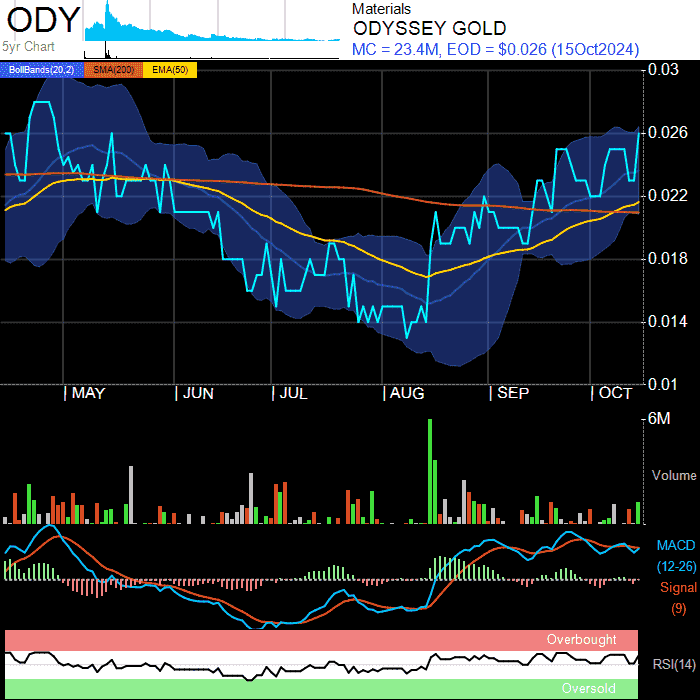 ODY
5yr Chart
Materials
ODYSSEY GOLD
MC = 23.4M, EOD = $0.026 (15Oct2024)
BollBands(20,2) SMA(200) EMA(50)
0.03
0.026
0.022
0.018
0.014
0.01
| MAY | JUN | JUL | AUG | SEP | OCT
6M
Volume
MACD
(12-26)
Signal
(9)
Overbought
RSI(14)
Oversold